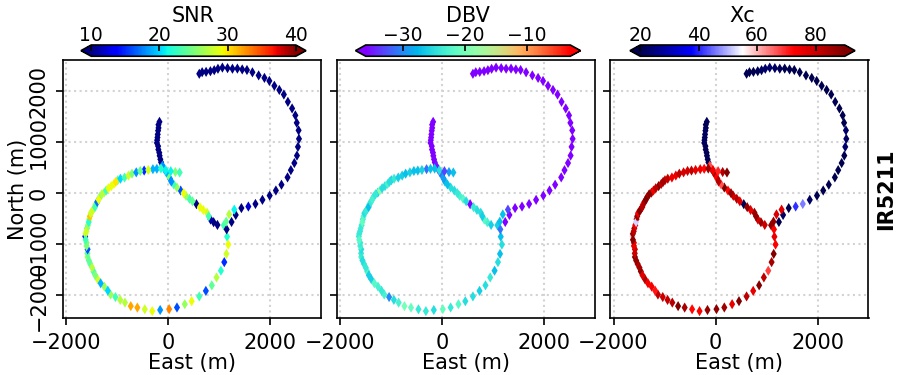 SNR
10 20 30 40
DBV
−30 −20 −10
Xc
20 40 60 80
North (m)
2000
1000
0
−1000
−2000
−2000 0 2000
East (m)
−2000 0 2000
East (m)
−2000 0 2000
East (m)
IR5211